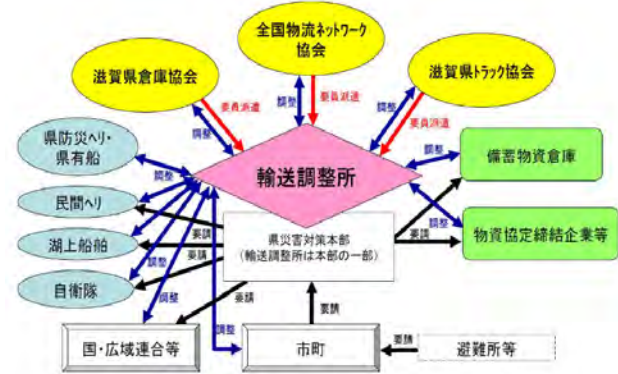 全国物流ネットワーク
協会
滋賀県倉庫協会
滋賀県トラック協会
調整
要員派遣
要員派遣
調整
調整
要員派遣
県防災ヘリ・
県有船
調整
輸送調整所
調整
備蓄物資倉庫
民間ヘリ
要請
県災害対策本部
(輸送調整所は本部の一部)
調整
要請
物資協定締結企業等
湖上船舶
調整
要請
自衛隊
調整
要請
要請
国・広域連合等
調整
市町
要請
避難所等